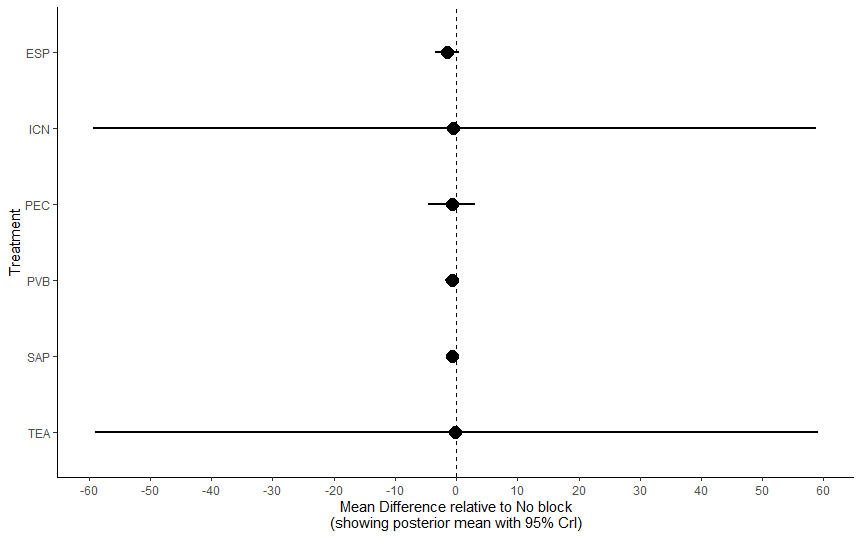 ESP
ICN
PEC
PVB
SAP
TEA
Treatment
-60 -50 -40 -30 -20 -10 0 10 20 30 40 50 60
Mean Difference relative to No block
(showing posterior mean with 95% CrI)